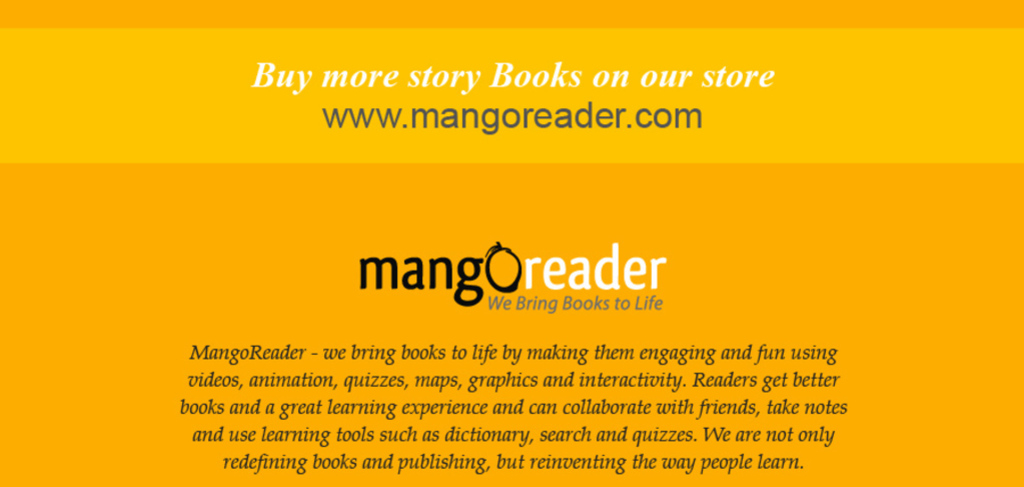 Buy more story Books on our store
www.mangoreader.com
mangoreader
We Bring Books to Life
MangoReader - we bring books to life by making them engaging and fun using
videos, animation, quizzes, maps, graphics and interactivity. Readers get better
books and a great learning experience and can collaborate with friends, take notes
and use learning tools such as dictionary, search and quizzes. We are not only
redefining books and publishing, but reinventing the way people learn.